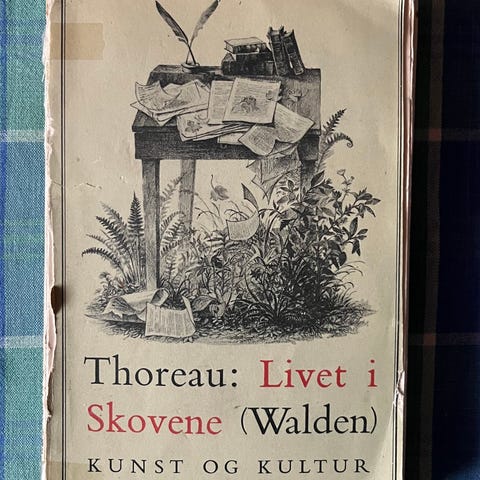 Thoreau: Livet i
Skovene (Walden)
KUNST OG KULTUR